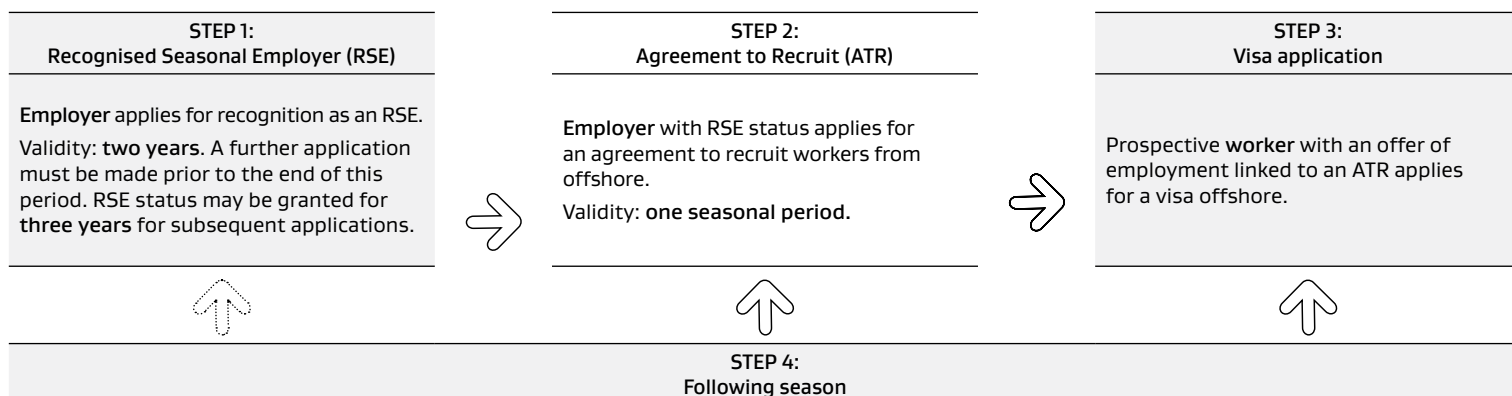 STEP 1:
Recognised Seasonal Employer (RSE)
Employer applies for recognition as an RSE.
Validity: two years. A further application
must be made prior to the end of this
period. RSE status may be granted for
three years for subsequent applications.
STEP 2:
Agreement to Recruit (ATR)
Employer with RSE status applies for
an agreement to recruit workers from
offshore.
Validity: one seasonal period.
STEP 3:
Visa application
Prospective worker with an offer of
employment linked to an ATR applies
for a visa offshore.
STEP 4:
Following season